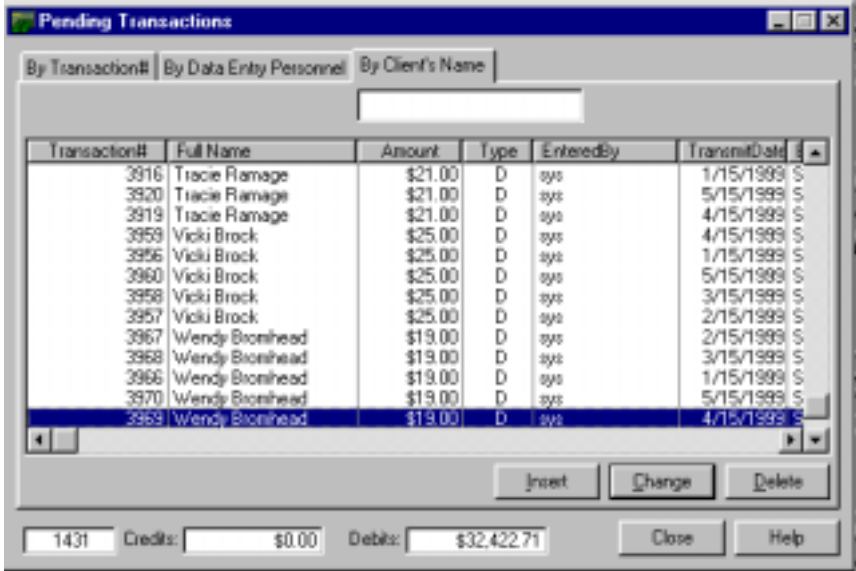 Pending Transactions
By Transaction# By Data Entry Personnel By Client's Name
Transaction# Full Name Amount Type EnteredBy TransmitDate
3916 Tracie Ramage $21.00 D sys 1/15/1999 S
3920 Tracie Ramage $21.00 D sys 5/15/1999 S
3919 Tracie Ramage $21.00 D sys 4/15/1999 S
3959 Vicki Brock $25.00 D sys 4/15/1999 S
3956 Vicki Brock $25.00 D sys 1/15/1999 S
3960 Vicki Brock $25.00 D sys 5/15/1999 S
3958 Vicki Brock $25.00 D sys 3/15/1999 S
3957 Vicki Brock $25.00 D sys 2/15/1999 S
3967 Wendy Bromhead $19.00 D sys 2/15/1999 S
3968 Wendy Bromhead $19.00 D sys 3/15/1999 S
3966 Wendy Bromhead $19.00 D sys 1/15/1999 S
3970 Wendy Bromhead $19.00 D sys 5/15/1999 S
3969 Wendy Bromhead $19.00 D sys 4/15/1999 S
Insert Change Delete
1431 Credits: $0.00 Debits: $32,422.71 Close Help